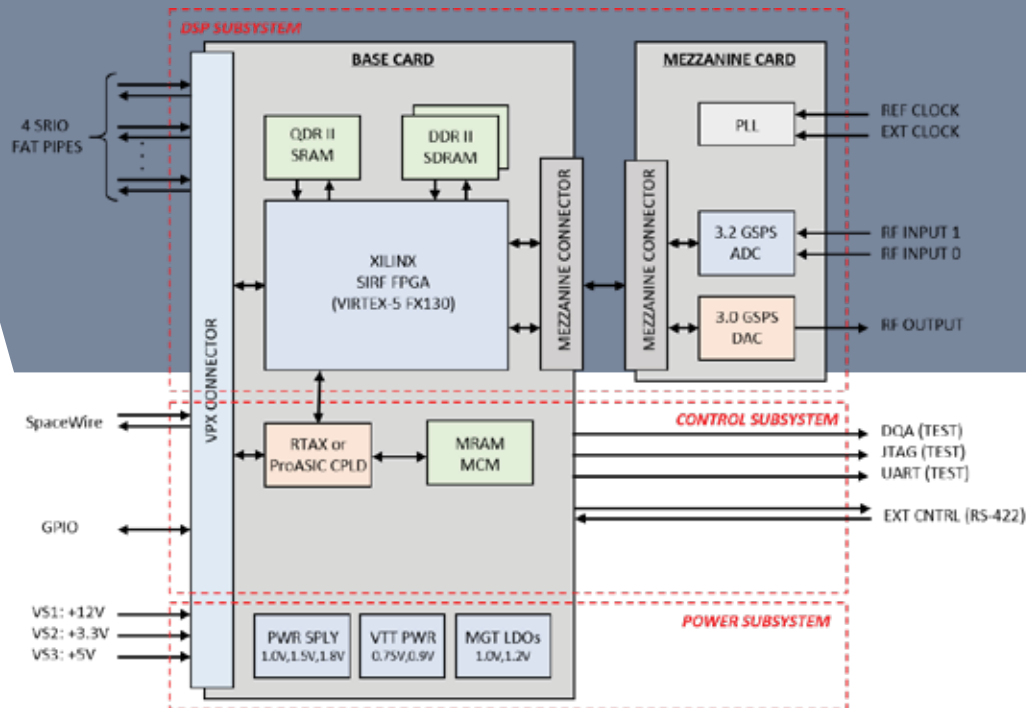 DSP SUBSYSTEM
BASE CARD
MEZZANINE CARD
4 SRIO
FAT PIPES
QDR II
SRAM
DDR II
SDRAM
PLL
REF CLOCK
EXT CLOCK
XILINX
SIRF FPGA
(VIRTEX-5 FX130)
MEZZANINE CONNECTOR
MEZZANINE CONNECTOR
3.2 GSPS
ADC
RF INPUT 1
RF INPUT 0
3.0 GSPS
DAC
RF OUTPUT
VPX CONNECTOR
CONTROL SUBSYSTEM
SpaceWire
RTAX or
ProASIC CPLD
MRAM
MCM
DQA (TEST)
JTAG (TEST)
UART (TEST)
GPIO
EXT CNTRL (RS-422)
POWER SUBSYSTEM
VS1: +12V
VS2: +3.3V
VS3: +5V
PWR SPLY
1.0V,1.5V,1.8V
VTT PWR
0.75V,0.9V
MGT LDOs
1.0V,1.2V